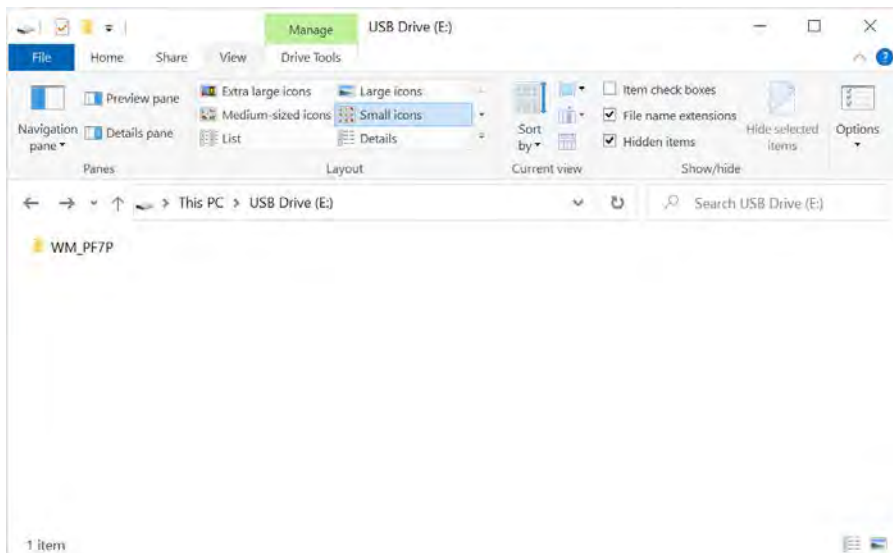 Manage USB Drive (E:)
File Home Share View Drive Tools
Navigation pane
Preview pane
Details pane
Panes
Extra large icons Large icons
Medium-sized icons Small icons
List Details
Layout
Sort by
Current view
Item check boxes
File name extensions
Hidden items
Hide selected items
Show/hide
Options
This PC > USB Drive (E:)
Search USB Drive (E:)
WM_PF7P
1 item